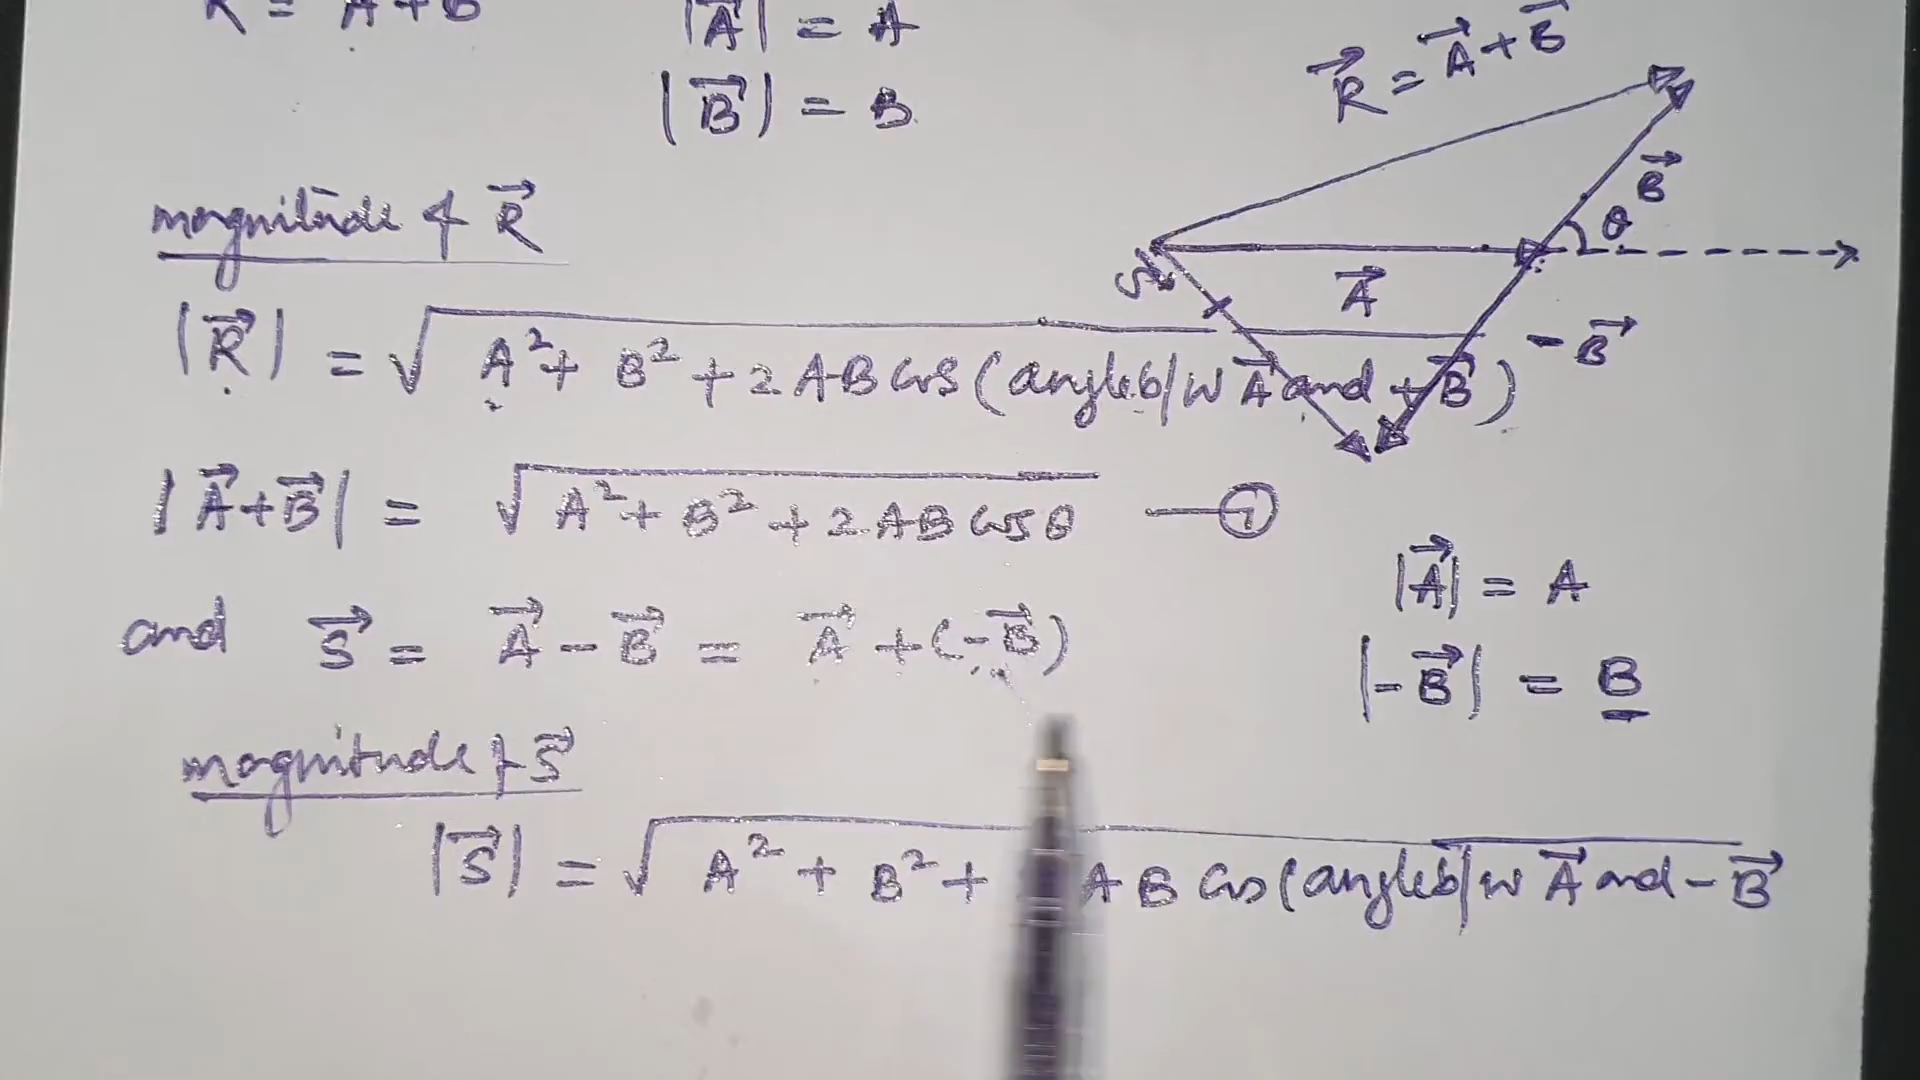 R⃗ = A⃗ + B⃗
|A⃗| = A
|B⃗| = B
magnitude of R⃗
|R⃗| = √(A² + B² + 2AB cos(angle b/w A⃗ and +B⃗))
|A⃗+B⃗| = √(A² + B² + 2AB cos θ) —①
and S⃗ = A⃗ - B⃗ = A⃗ + (-B⃗)
magnitude of S⃗
|S⃗| = √(A² + B² + AB cos(angle b/w A⃗ and -B⃗
R⃗ = A⃗ + B⃗
B⃗
θ
A⃗
-B⃗
S⃗
|A⃗| = A
|-B⃗| = B